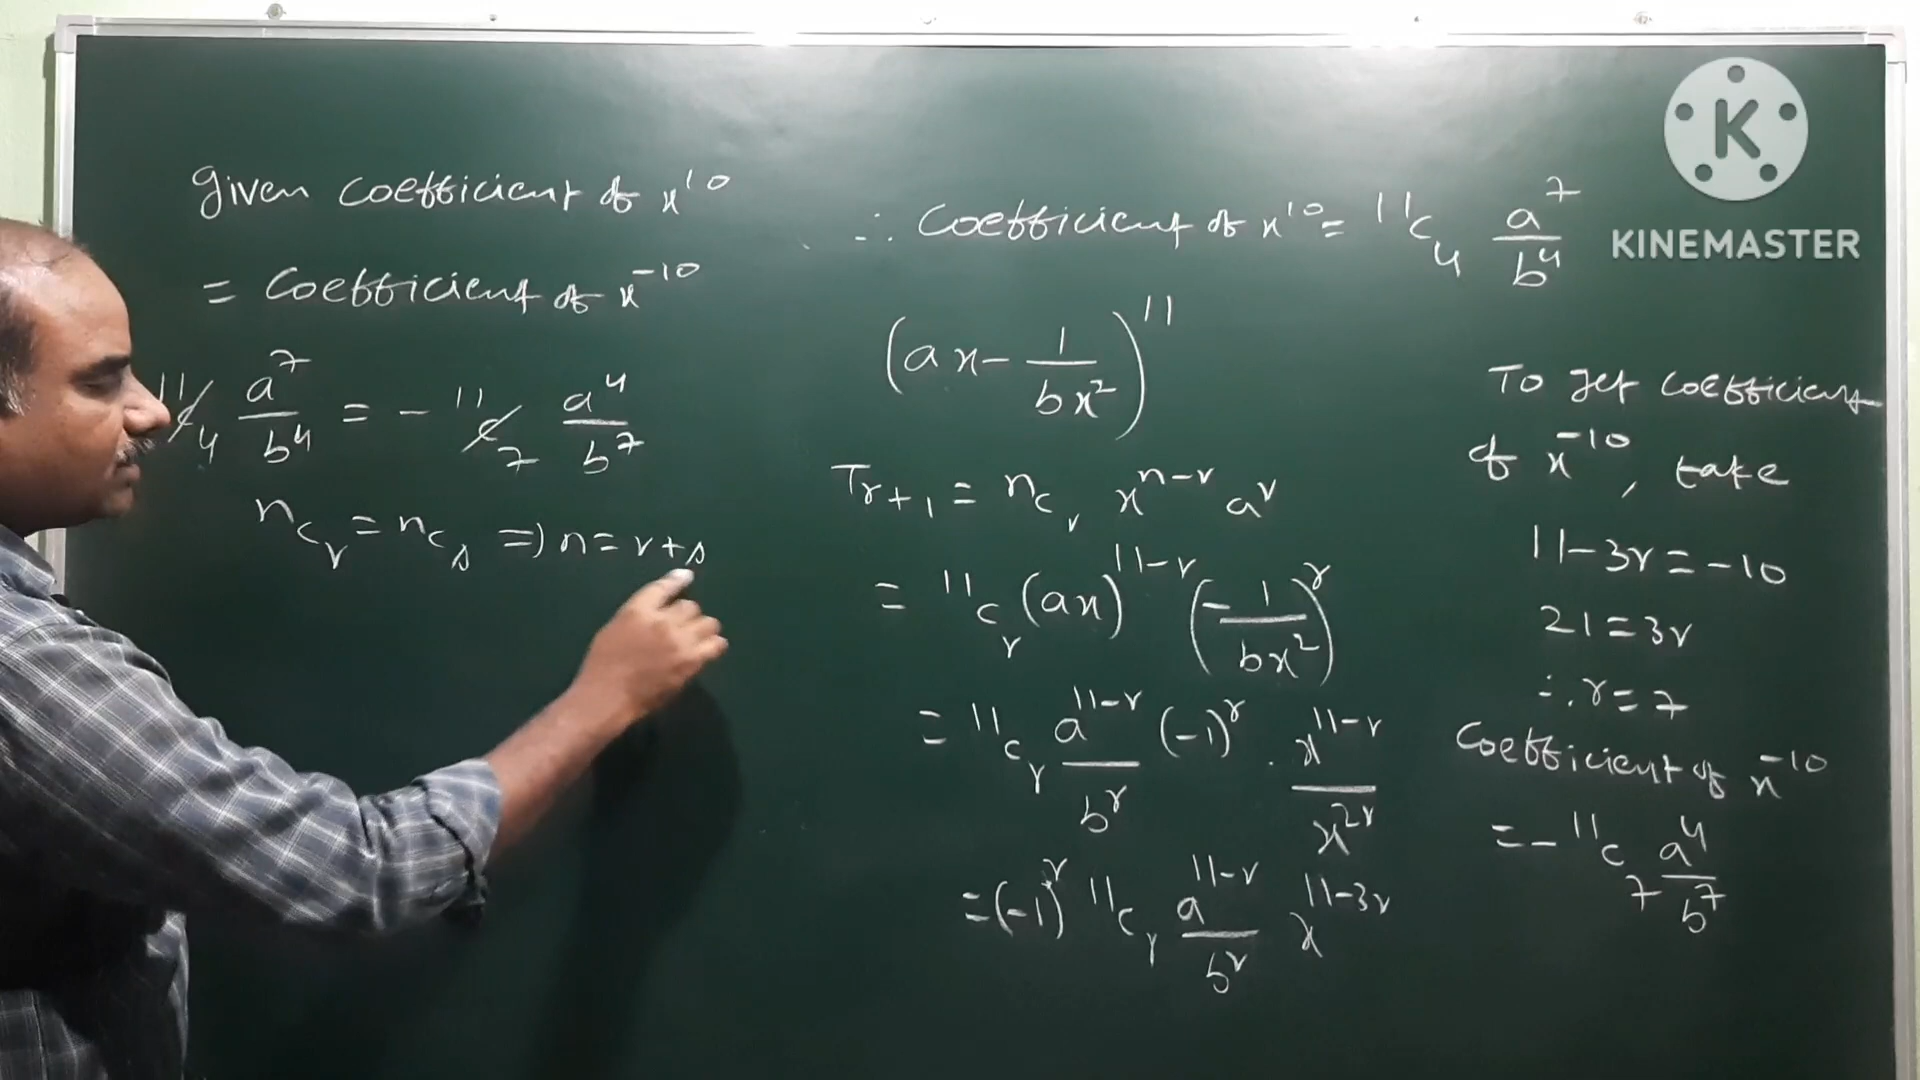 Given coefficient of x¹⁰
= Coefficient of x⁻¹⁰
¹¹C₄ a⁷/b⁴ = - ¹¹C₇ a⁴/b⁷
nCᵣ = nCₛ ⇒ n = r+s
∴ Coefficient of x¹⁰ = ¹¹C₄ a⁷/b⁴
(ax - 1/bx²)¹¹
Tᵣ₊₁ = nCᵣ xⁿ⁻ʳ aʳ
= ¹¹Cᵣ (ax)¹¹⁻ʳ (-1/bx²)ʳ
= ¹¹Cᵣ a¹¹⁻ʳ/bʳ (-1)ʳ . x¹¹⁻ʳ/x²ʳ
= (-1)ʳ ¹¹Cᵣ a¹¹⁻ʳ/bʳ x¹¹⁻³ʳ
To get coefficient
of x⁻¹⁰, take
11-3r = -10
21 = 3r
∴ r = 7
Coefficient of x⁻¹⁰
= - ¹¹C₇ a⁴/b⁷
K
KINEMASTER